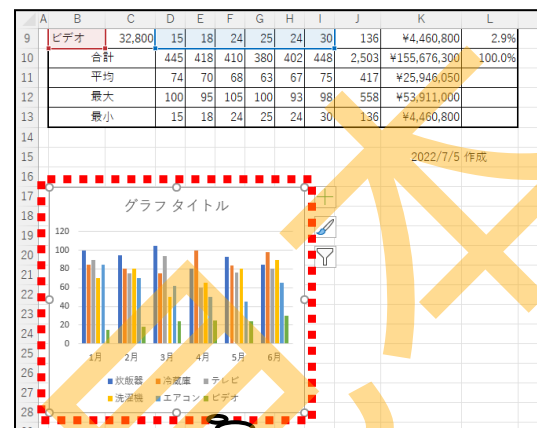 A B C D E F G H I J K L
9 ビデオ 32,800 15 18 24 25 24 30 136 ¥4,460,800 2.9%
10 合計 445 418 410 380 402 448 2,503 ¥155,676,300 100.0%
11 平均 74 70 68 63 67 75 417 ¥25,946,050
12 最大 100 95 105 100 93 98 558 ¥53,911,000
13 最小 15 18 24 25 24 30 136 ¥4,460,800
14
15 2022/7/5 作成
16
17
18
19
20
21
22
23
24
25
26
27
28
グラフ タイトル
120
100
80
60
40
20
0
1月 2月 3月 4月 5月 6月
炊飯器 冷蔵庫 テレビ
洗濯機 エアコン ビデオ